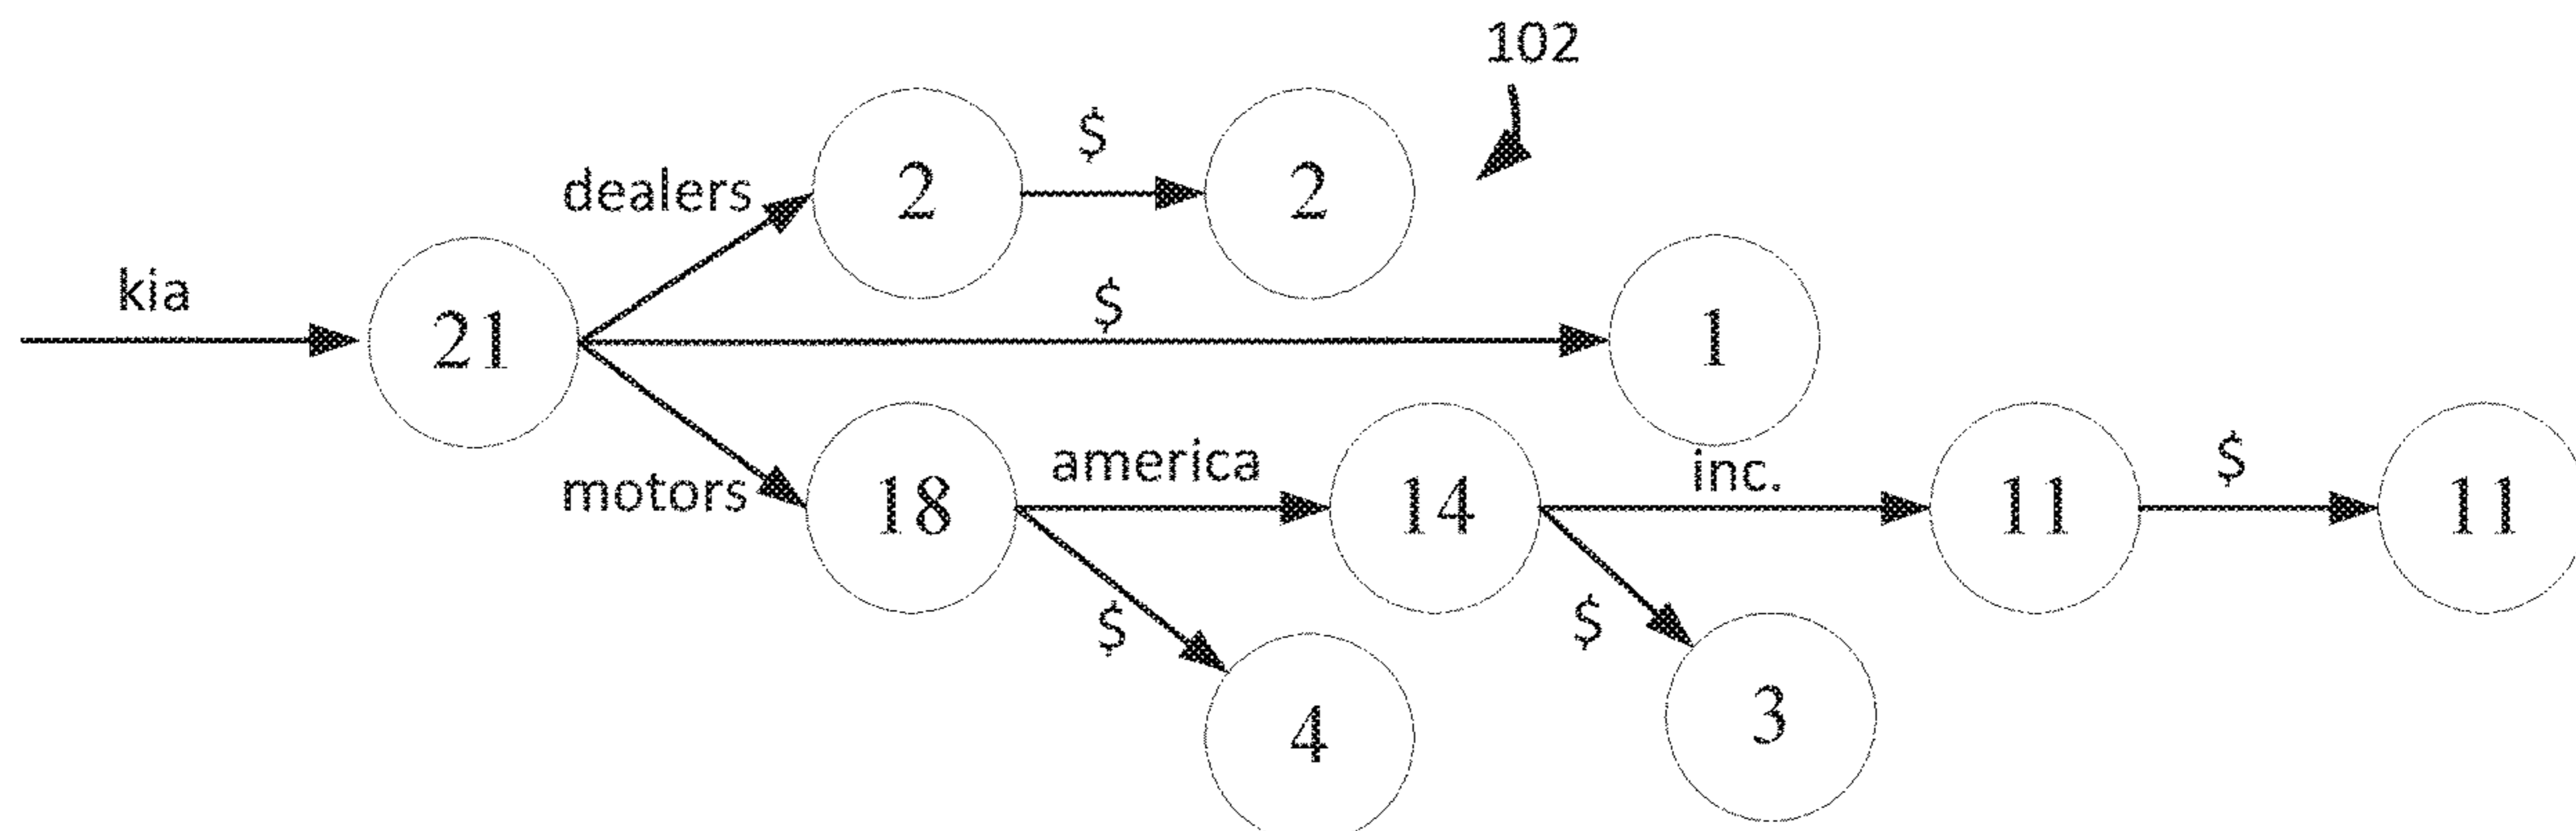 102
$
dealers 2 2
kia $
21 1
america inc. $
motors 18 14 11 11
$ $
4 3